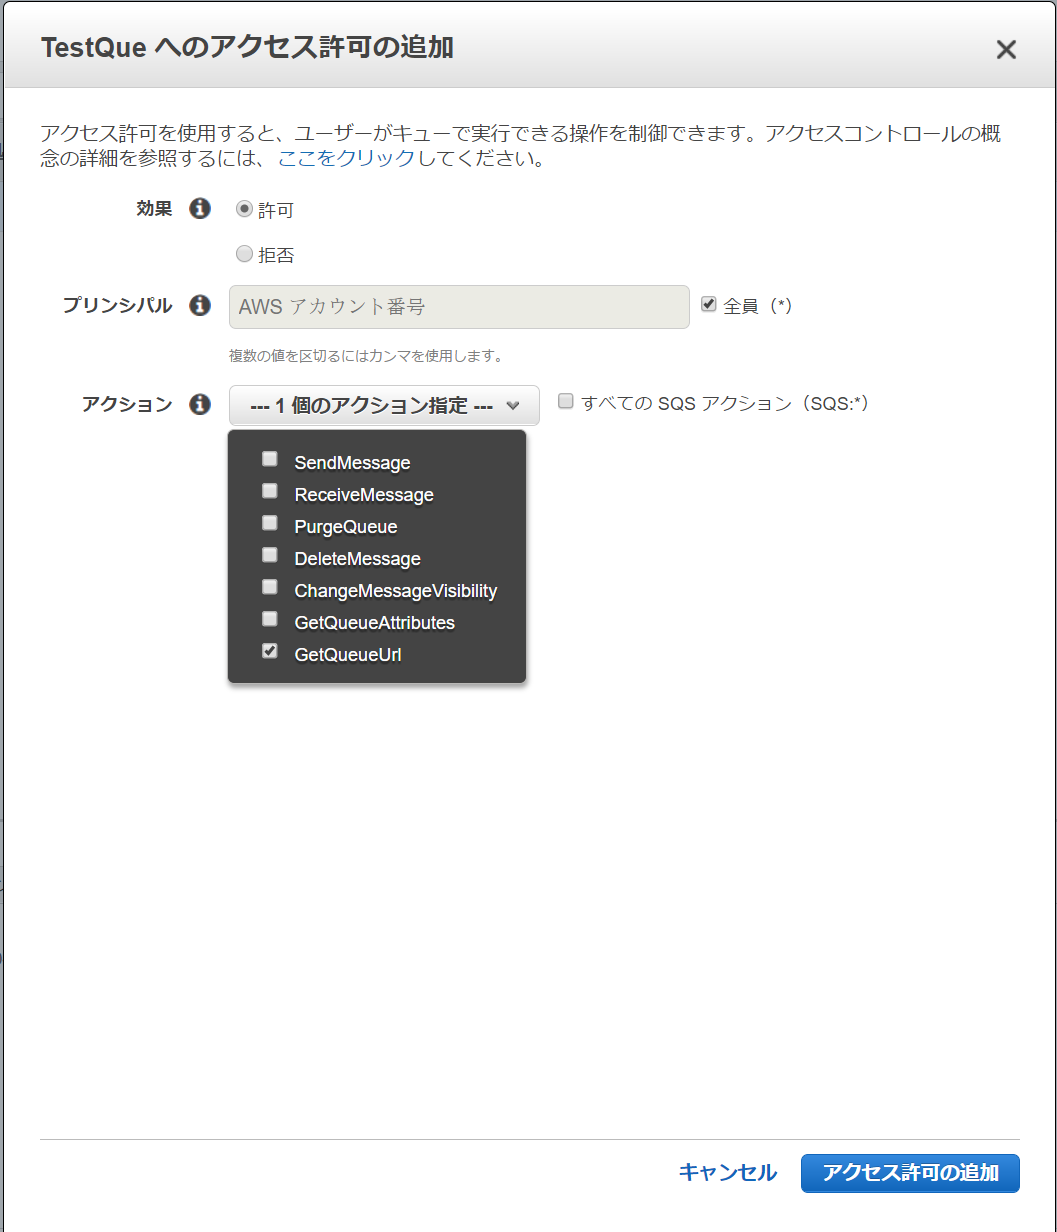 TestQue へのアクセス許可の追加
アクセス許可を使用すると、ユーザーがキューで実行できる操作を制御できます。アクセスコントロールの概
念の詳細を参照するには、ここをクリックしてください。
効果 許可
拒否
プリンシパル AWS アカウント番号 全員（*）
複数の値を区切るにはカンマを使用します。
アクション --- 1 個のアクション指定 --- すべての SQS アクション（SQS:*）
SendMessage
ReceiveMessage
PurgeQueue
DeleteMessage
ChangeMessageVisibility
GetQueueAttributes
GetQueueUrl
キャンセル アクセス許可の追加